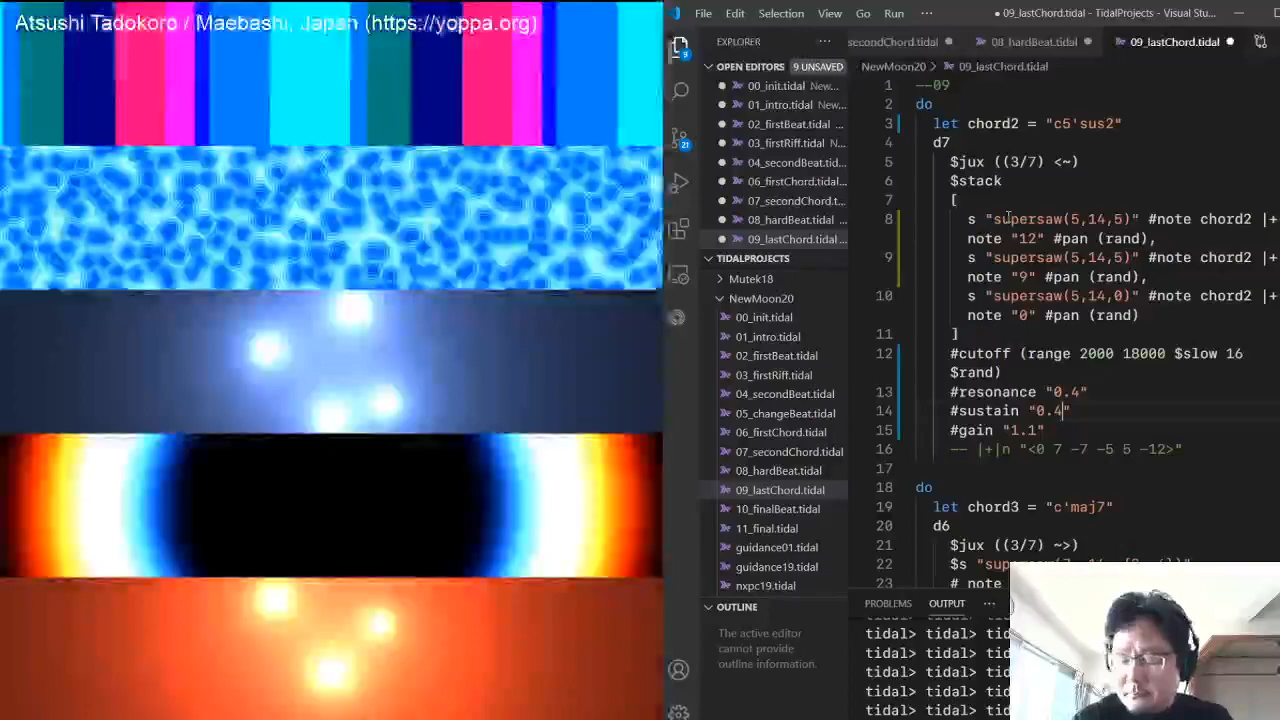 Atsushi Tadokoro / Maebashi, Japan (https://yoppa.org)
File Edit Selection View Go Run ··· ● 09_lastChord.tidal - TidalProjects - Visual Stu...
EXPLORER ···
secondChord.tidal ● 08_hardBeat.tidal ● 09_lastChord.tidal ●
9
OPEN EDITORS 9 UNSAVED
NewMoon20 > 09_lastChord.tidal
● 00_init.tidal New...
● 01_intro.tidal New...
● 02_firstBeat.tidal ...
● 03_firstRiff.tidal ...
● 04_secondBeat.tid...
● 06_firstChord.tidal...
● 07_secondChord.t...
● 08_hardBeat.tidal ...
● 09_lastChord.tidal ...
21
TIDALPROJECTS
> Mutek18
NewMoon20
00_init.tidal
01_intro.tidal
02_firstBeat.tidal
03_firstRiff.tidal
04_secondBeat.tidal
05_changeBeat.tidal
06_firstChord.tidal
07_secondChord.tidal
08_hardBeat.tidal
09_lastChord.tidal
10_finalBeat.tidal
11_final.tidal
guidance01.tidal
guidance19.tidal
nxpc19.tidal
OUTLINE
The active editor
cannot provide
outline information.
1 --09
2 do
3 let chord2 = "c5'sus2"
4 d7
5 $jux ((3/7) <~)
6 $stack
7 [
8 s "supersaw(5,14,5)" #note chord2 |+
note "12" #pan (rand),
9 s "supersaw(5,14,5)" #note chord2 |+
note "9" #pan (rand),
10 s "supersaw(5,14,0)" #note chord2 |+
note "0" #pan (rand)
11 ]
12 #cutoff (range 2000 18000 $slow 16
$rand)
13 #resonance "0.4"
14 #sustain "0.4"
15 #gain "1.1"
16 -- |+|n "<0 7 -7 -5 5 -12>"
17
18 do
19 let chord3 = "c'maj7"
20 d6
21 $jux ((3/7) ~>)
22 $s
23 # note
PROBLEMS OUTPUT ···
tidal> tidal> tid
tidal> tidal> tid
tidal> tidal> tid
tidal> tidal> tid
tidal> tidal> tid